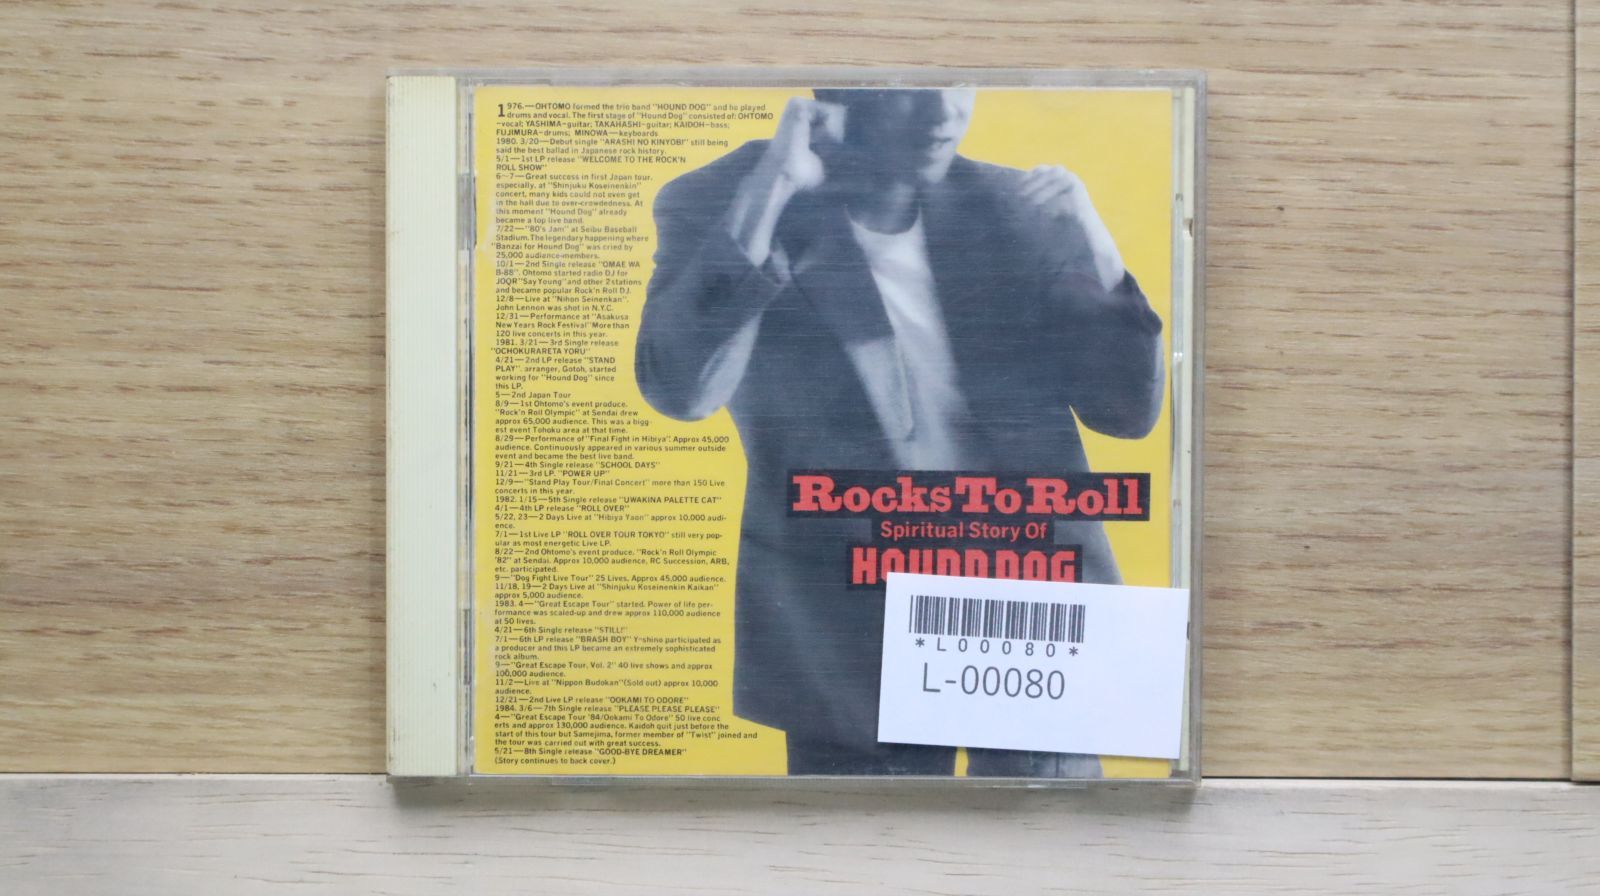 1976.—OHTOMO formed the trio band "HOUND DOG" and he played
drums and vocal. The first stage of "Hound Dog" consisted of: OHTOMO
—vocal; YASHIMA—guitar; TAKAHASHI—guitar; KAIDOH—bass;
FUJIMURA—drums; MINOWA—keyboards
1980. 3/20—Debut single "ARASHI NO KINYOBI" still being
said the best ballad in Japanese rock history.
5/1—1st LP release "WELCOME TO THE ROCK'N
ROLL SHOW"
6~7—Great success in first Japan tour,
especially, at "Shinjuku Koseinenkin"
concert, many kids could not even get
in the hall due to over-crowdedness. At
this moment "Hound Dog" already
became a top live band.
7/22—"80's Jam" at Seibu Baseball
Stadium. The legendary happening where
"Banzai for Hound Dog" was cried by
25,000 audience-members.
10/1—2nd Single release "OMAE WA
B-88". Ohtomo started radio DJ for
JOQR "Say Young" and other 2 stations
and became popular Rock'n Roll DJ.
12/8—Live at "Nihon Seinenkan".
John Lennon was shot in N.Y.C.
12/31—Performance at "Asakusa
New Years Rock Festival" More than
120 live concerts in this year.
1981. 3/21—3rd Single release
"OCHOKURARETA YORU"
4/21—2nd LP release "STAND
PLAY". arranger, Gotoh, started
working for "Hound Dog" since
this LP.
5—2nd Japan Tour
8/9—1st Ohtomo's event produce.
"Rock'n Roll Olympic" at Sendai drew
approx 65,000 audience. This was a bigg-
est event Tohoku area at that time.
8/29—Performance of "Final Fight in Hibiya". Approx 45,000
audience. Continuously appeared in various summer outside
event and became the best live band.
9/21—4th Single release "SCHOOL DAYS"
11/21—3rd LP. "POWER UP"
12/9—"Stand Play Tour/Final Concert" more than 150 Live
concerts in this year.
1982. 1/15—5th Single release "UWAKINA PALETTE CAT"
4/1—4th LP release "ROLL OVER"
5/22, 23—2 Days Live at "Hibiya Yaon" approx 10,000 audi-
ence.
7/1—1st Live LP "ROLL OVER TOUR TOKYO" still very pop-
ular as most energetic Live LP.
8/22—2nd Ohtomo's event produce. "Rock'n Roll Olympic
'82" at Sendai. Approx 10,000 audience, RC Succession, ARB,
etc. participated.
9—"Dog Fight Live Tour" 25 Lives. Approx 45,000 audience.
11/18, 19—2 Days Live at "Shinjuku Koseinenkin Kaikan"
approx 5,000 audience.
1983. 4—"Great Escape Tour" started. Power of life per-
formance was scaled-up and drew approx 110,000 audience
at 50 lives.
4/21—6th Single release "STILL!"
7/1—6th LP release "BRASH BOY" Yoshino participated as
a producer and this LP became an extremely sophisticated
rock album.
9—"Great Escape Tour, Vol. 2" 40 live shows and approx
100,000 audience.
11/2—Live at "Nippon Budokan" (Sold out) approx 10,000
audience.
12/21—2nd Live LP release "OOKAMI TO ODORE"
1984. 3/6—7th Single release "PLEASE PLEASE PLEASE"
4—"Great Escape Tour '84/Ookami To Odore" 50 live conc
erts and approx 130,000 audience. Kaidoh quit just before the
start of this tour but Samejima, former member of "Twist" joined and
the tour was carried out with great success.
5/21—8th Single release "GOOD-BYE DREAMER"
(Story continues to back cover.)
Rocks To Roll
Spiritual Story Of
HOUND DOG
*L00080*
L-00080